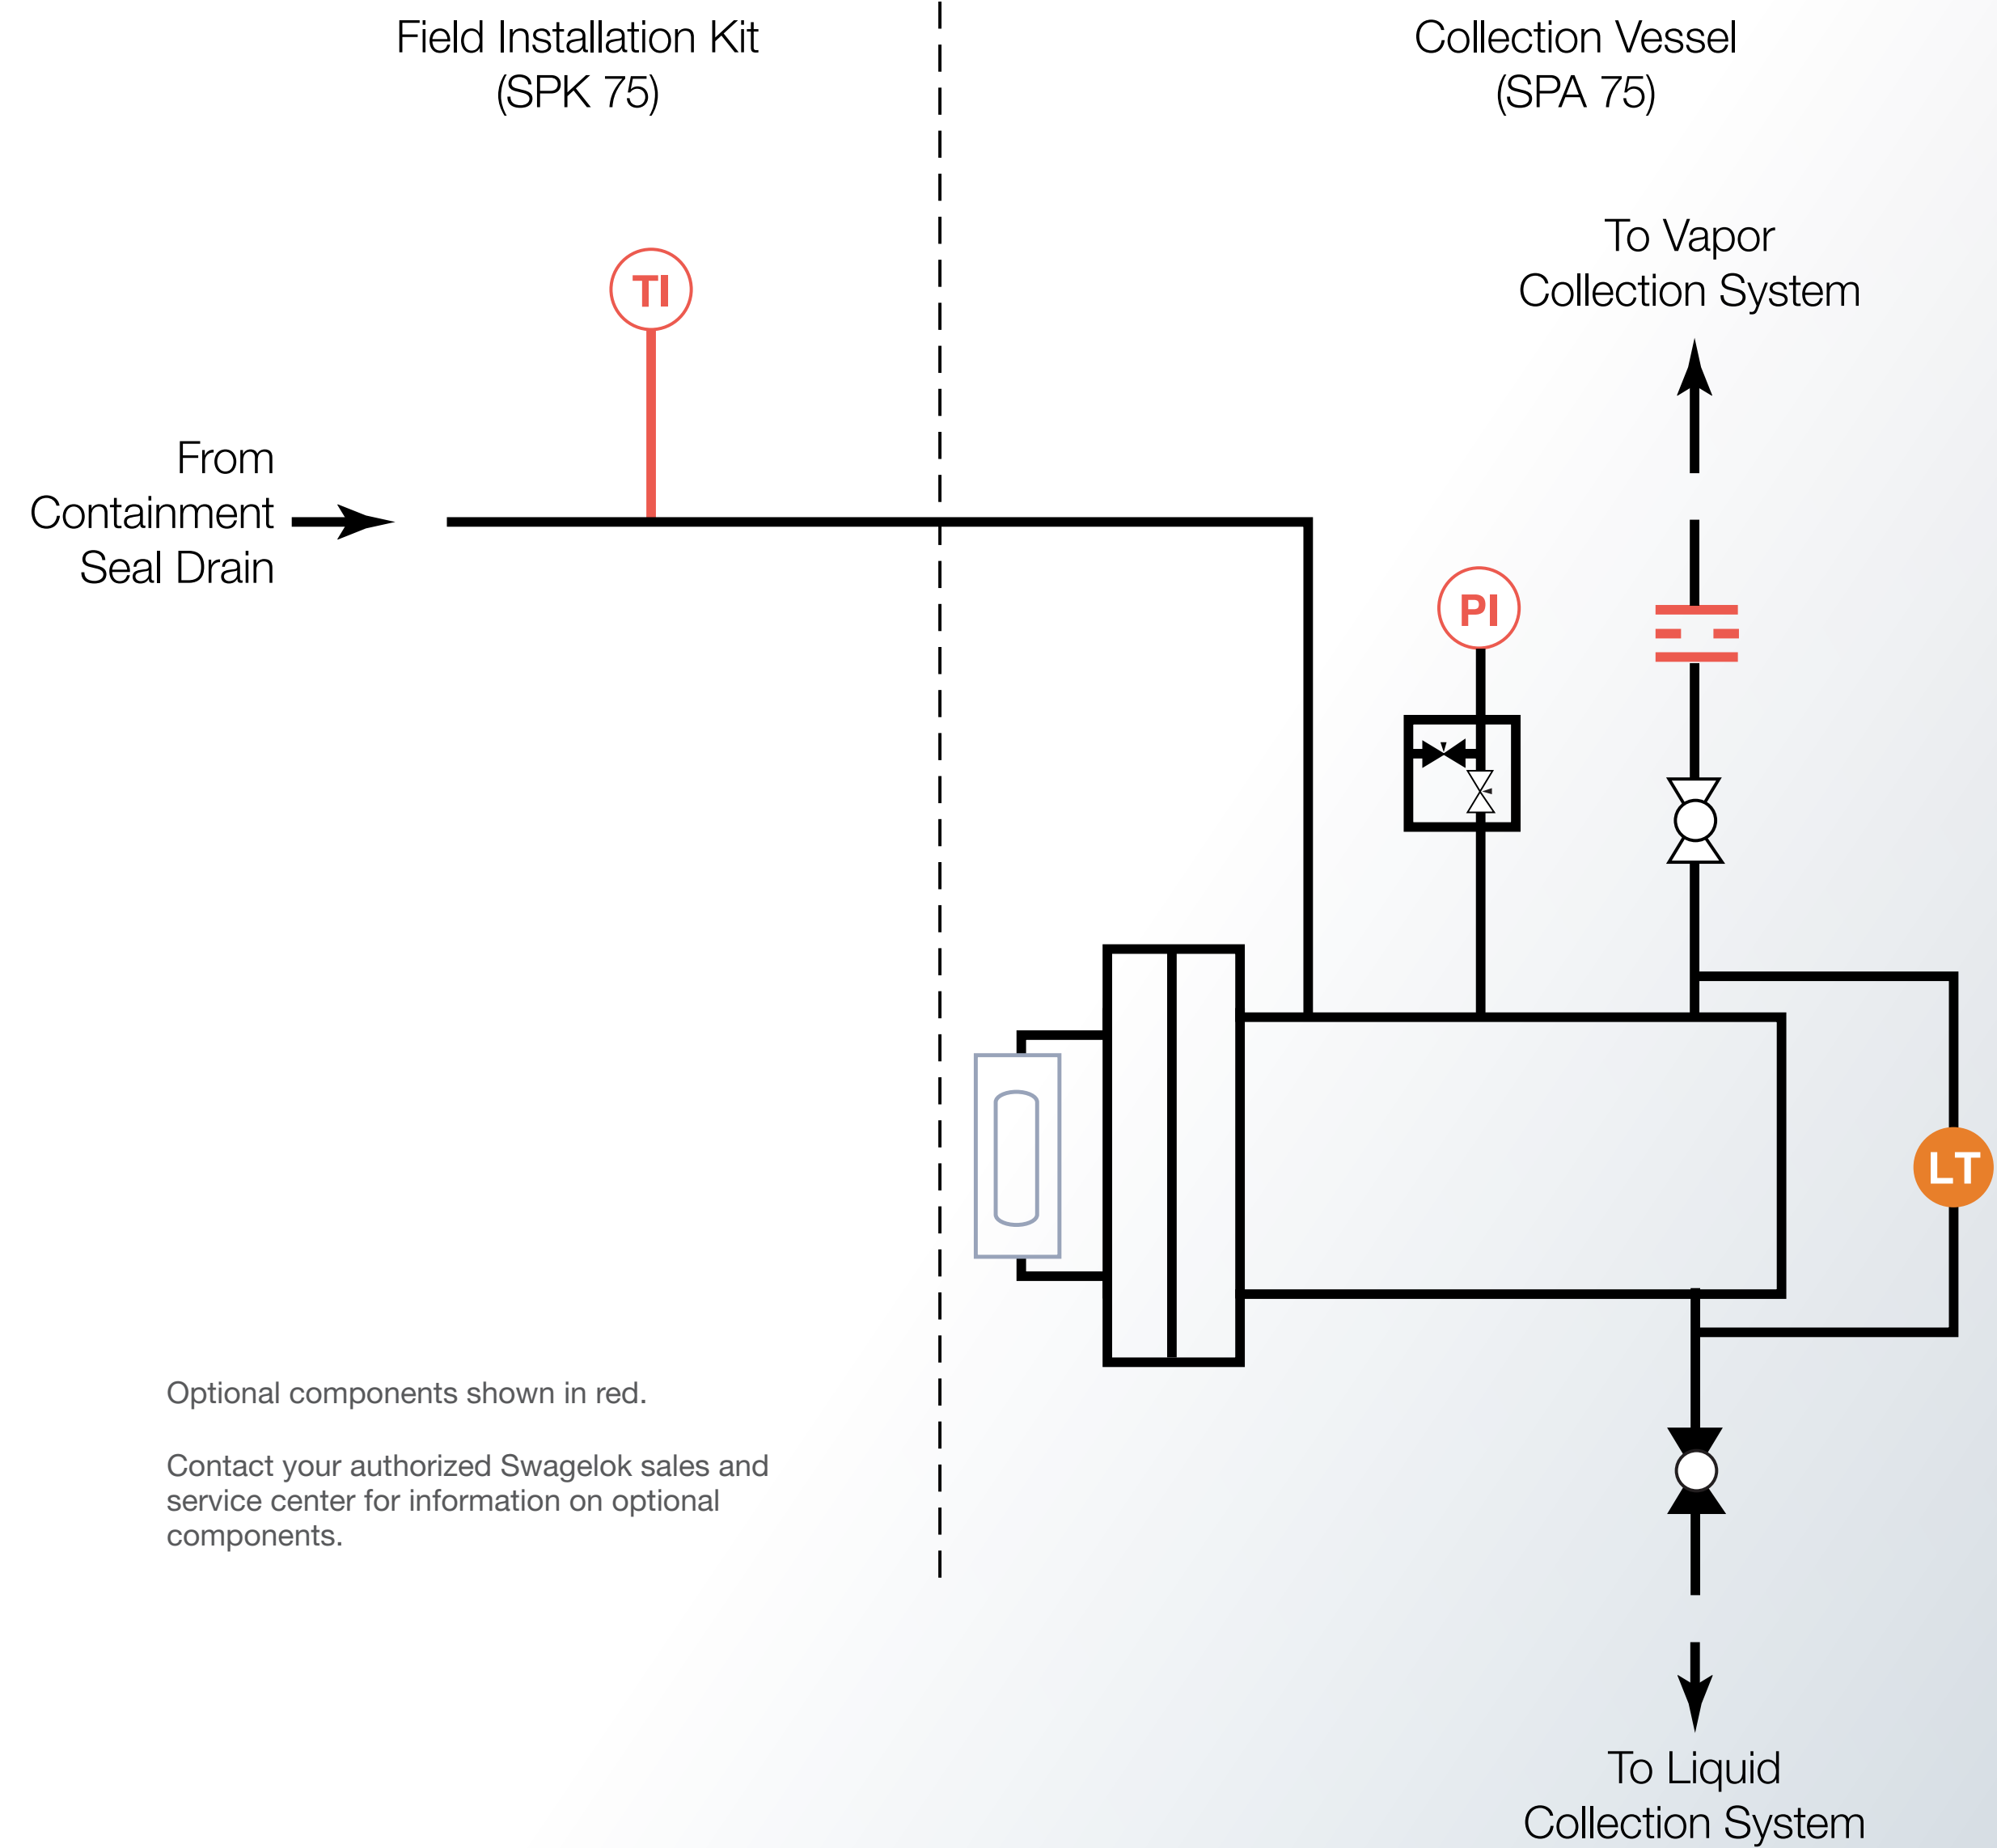 Field Installation Kit
(SPK 75)
Collection Vessel
(SPA 75)
To Vapor
Collection System
TI
From
Containment
Seal Drain
PI
LT
Optional components shown in red.
Contact your authorized Swagelok sales and
service center for information on optional
components.
To Liquid
Collection System